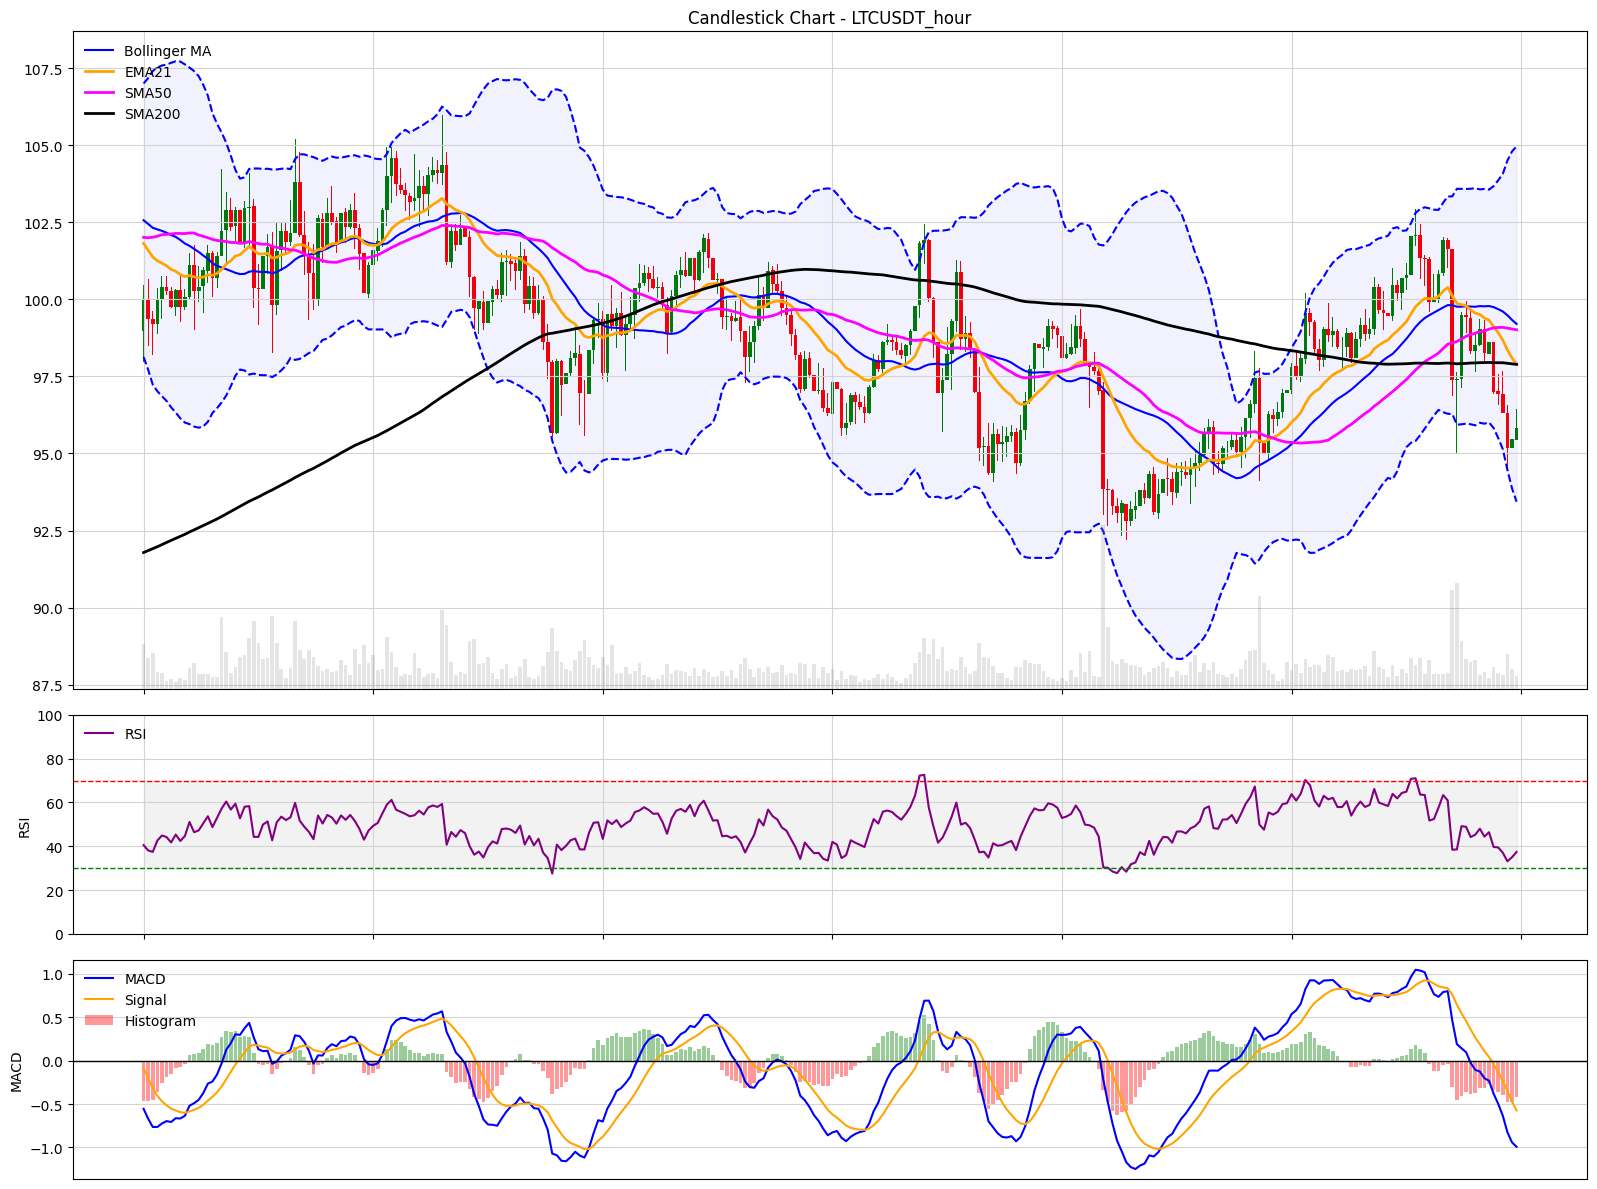 Candlestick Chart - LTCUSDT_hour
Bollinger MA
EMA21
SMA50
SMA200
107.5
105.0
102.5
100.0
97.5
95.0
92.5
90.0
87.5
RSI
100
80
60
40
20
0
RSI
MACD
Signal
Histogram
1.0
0.5
0.0
−0.5
−1.0
MACD